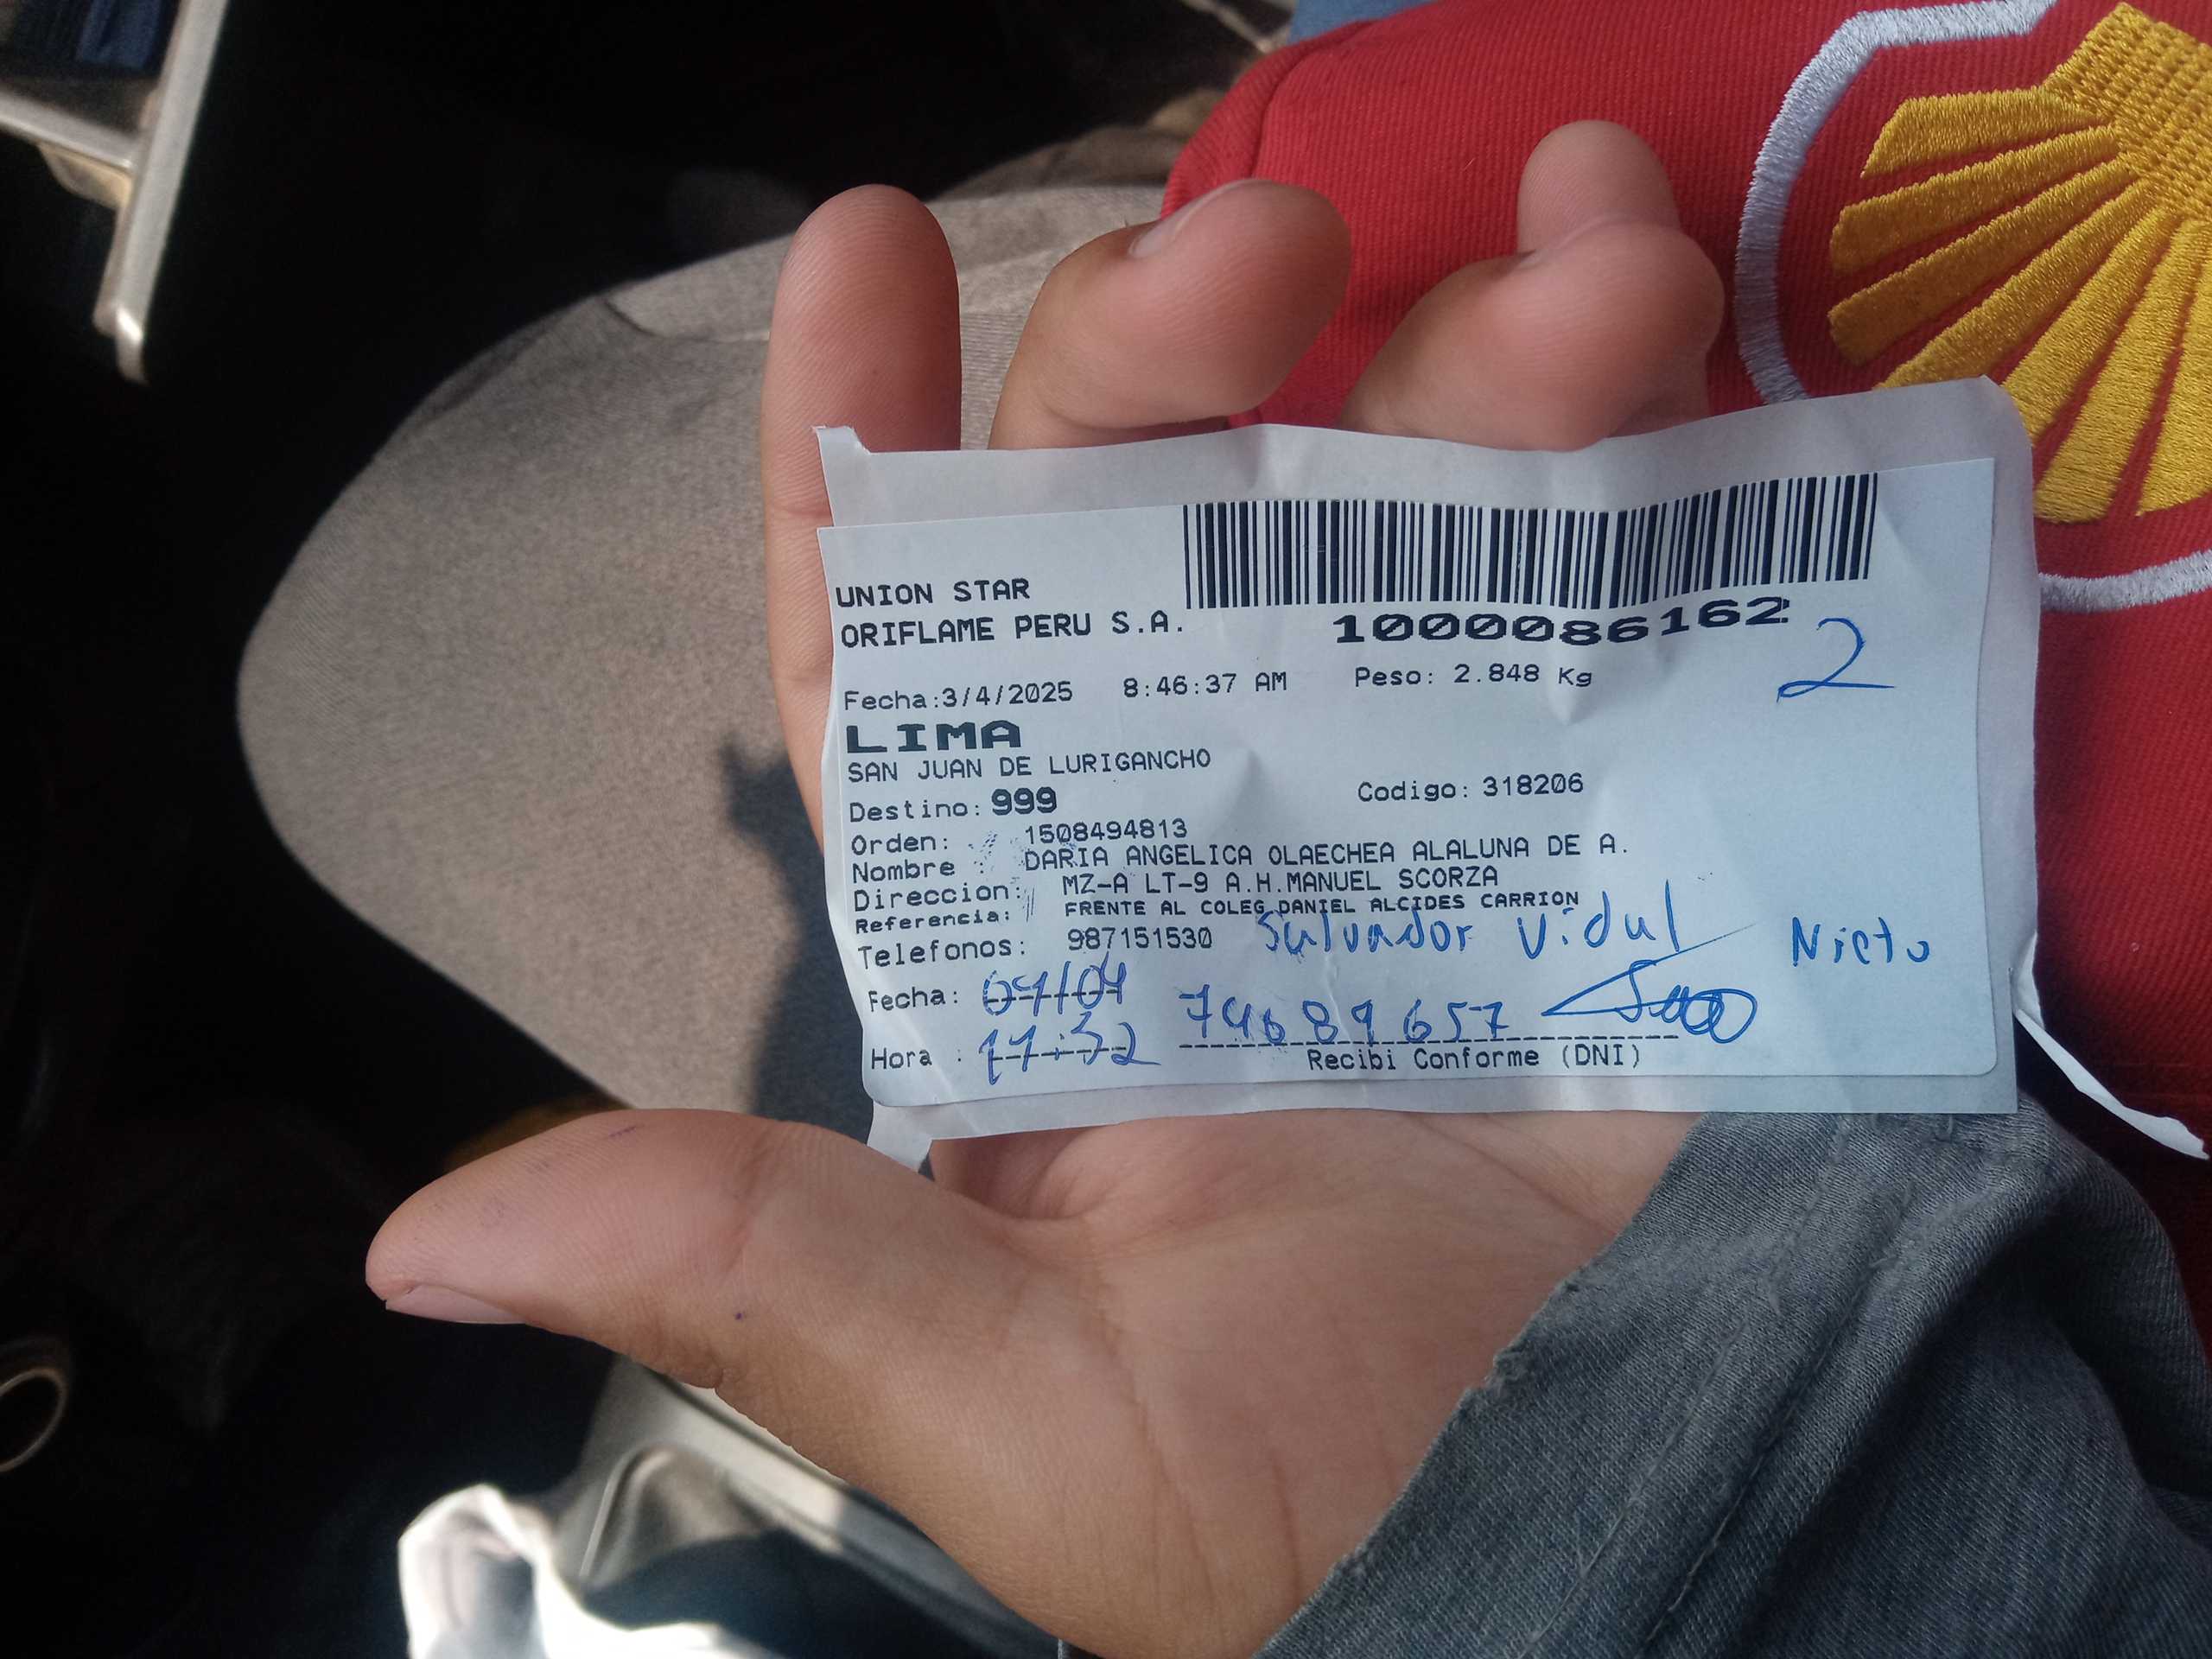 UNION STAR
ORIFLAME PERU S.A.
1000086162
2
Fecha:3/4/2025 8:46:37 AM Peso: 2.848 Kg
LIMA
SAN JUAN DE LURIGANCHO
Destino: 999 Codigo: 318206
Orden: 1508494813
Nombre : DARIA ANGELICA OLAECHEA ALALUNA DE A.
Direccion: MZ-A LT-9 A.H.MANUEL SCORZA
Referencia: FRENTE AL COLEG.DANIEL ALCIDES CARRION
Telefonos: 987151530 Salvador Vidal Nieto
Fecha: 04/04
Hora : 11:32 74689657
Recibi Conforme (DNI)